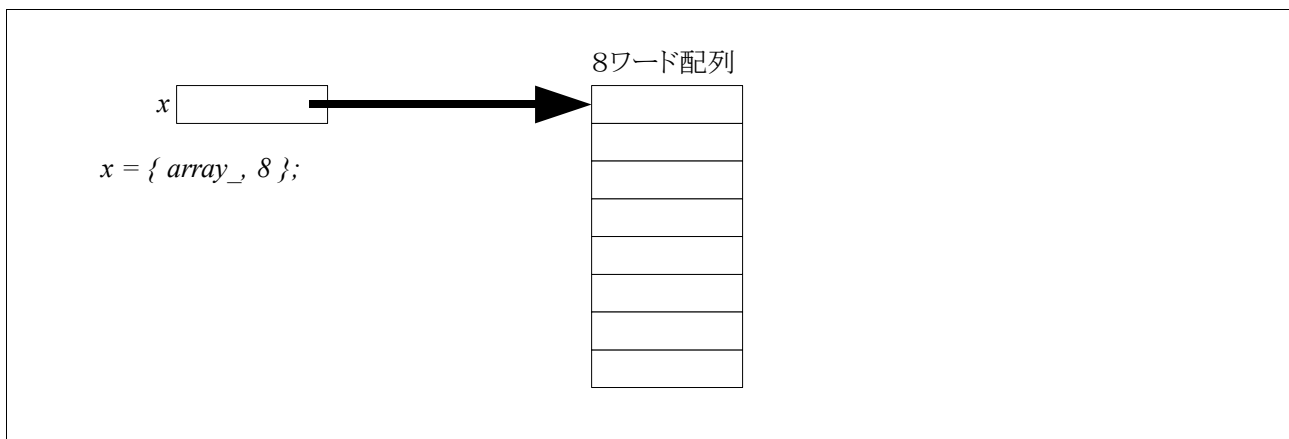 8ワード配列
x
x = { array_, 8 };